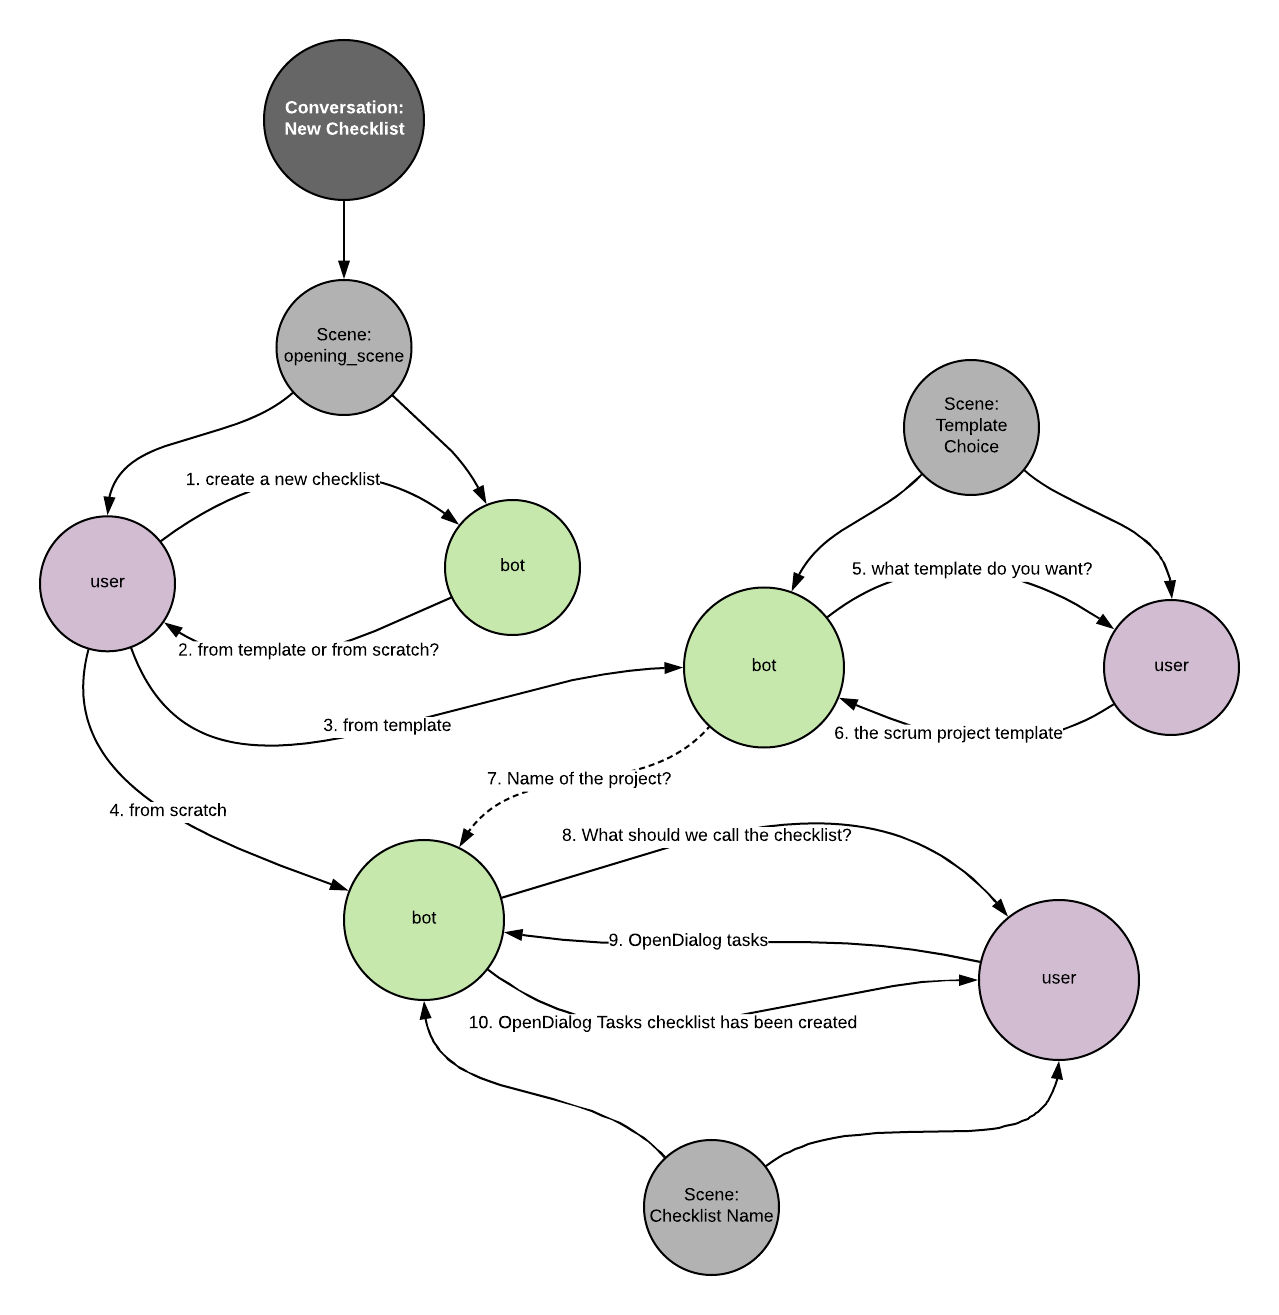 Conversation:
New Checklist
Scene:
opening_scene
Scene:
Template
Choice
1. create a new checklist
user
bot
2. from template or from scratch?
5. what template do you want?
bot
user
3. from template
6. the scrum project template
7. Name of the project?
4. from scratch
8. What should we call the checklist?
bot
9. OpenDialog tasks
user
10. OpenDialog Tasks checklist has been created
Scene:
Checklist Name